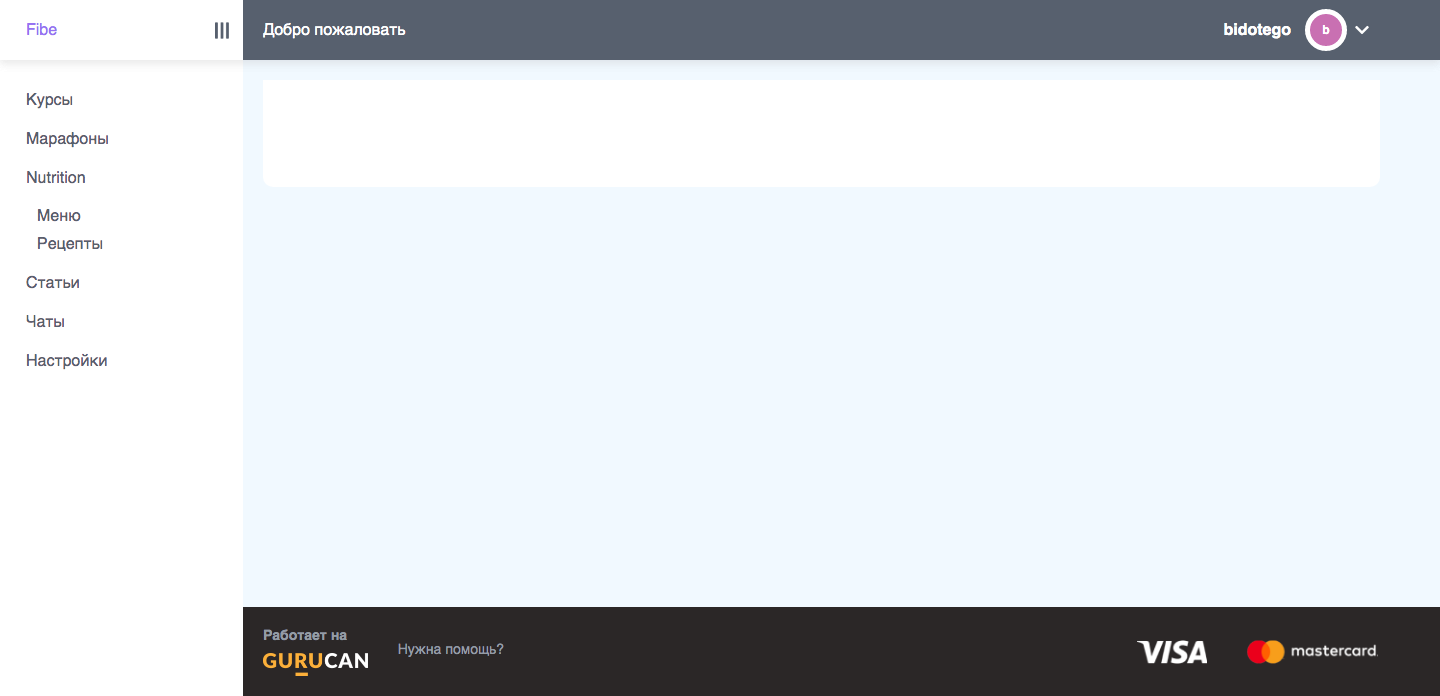 Fibe
Добро пожаловать
bidotego
b
Курсы
Марафоны
Nutrition
Меню
Рецепты
Статьи
Чаты
Настройки
Работает на
GURUCAN
Нужна помощь?
VISA
mastercard.